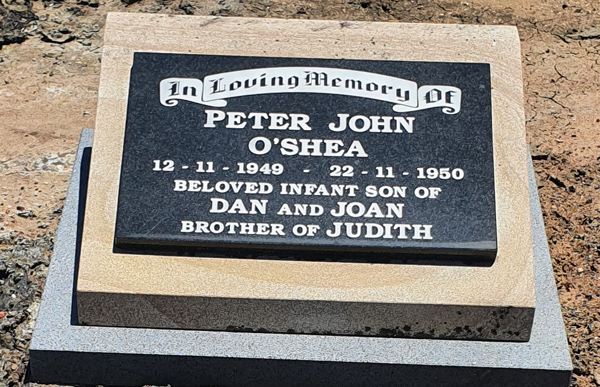 In Loving Memory Of
PETER JOHN
O'SHEA
12 - 11 - 1949 - 22 - 11 - 1950
BELOVED INFANT SON OF
DAN AND JOAN
BROTHER OF JUDITH